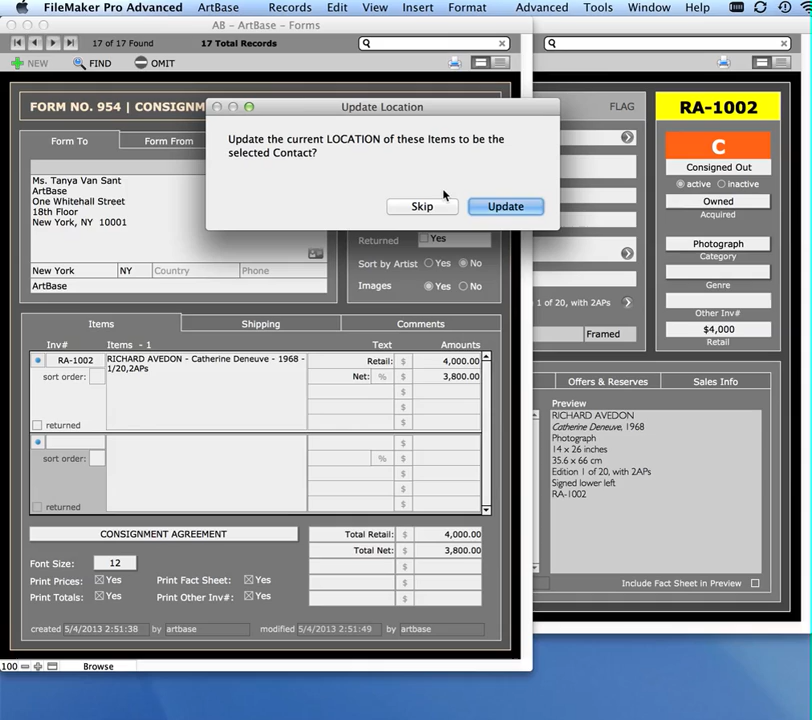 FileMaker Pro Advanced ArtBase Records Edit View Insert Format Advanced Tools Window Help
AB - ArtBase - Forms
17 of 17 Found 17 Total Records
NEW FIND OMIT
FORM NO. 954 | CONSIGNM
Form To Form From
Ms. Tanya Van Sant
ArtBase
One Whitehall Street
18th Floor
New York, NY 10001
New York NY Country Phone
ArtBase
Update Location
Update the current LOCATION of these Items to be the
selected Contact?
Skip Update
Returned Yes
Sort by Artist Yes No
Images Yes No
Items Shipping Comments
Inv# Items - 1 Text Amounts
RA-1002 RICHARD AVEDON - Catherine Deneuve - 1968 - Retail: $ 4,000.00
1/20,2APs
sort order: Net: % 3,800.00
$
$
returned $
$
sort order: % $
$
$
returned $
CONSIGNMENT AGREEMENT
Total Retail: $ 4,000.00
Total Net: $ 3,800.00
$
$
$
Font Size: 12
Print Prices: Yes Print Fact Sheet: Yes
Print Totals: Yes Print Other Inv#: Yes
created 5/4/2013 2:51:38 by artbase modified 5/4/2013 2:51:49 by artbase
100 Browse
FLAG
RA-1002
C
Consigned Out
active inactive
Owned
Acquired
Photograph
Category
Genre
1 of 20, with 2APs
Other Inv#
Framed
$4,000
Retail
Offers & Reserves Sales Info
Preview
RICHARD AVEDON
Catherine Deneuve, 1968
Photograph
14 x 26 inches
35.6 x 66 cm
Edition 1 of 20, with 2APs
Signed lower left
RA-1002
Include Fact Sheet in Preview